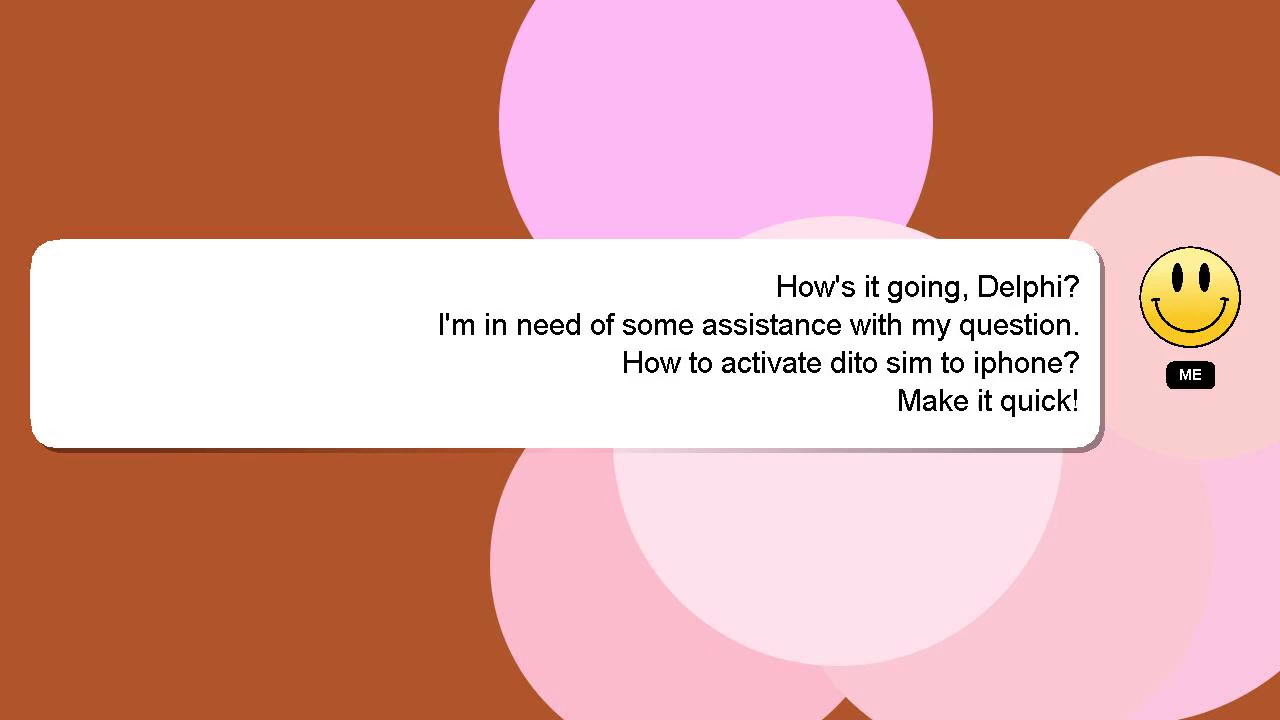 How's it going, Delphi?
I'm in need of some assistance with my question.
How to activate dito sim to iphone?
Make it quick!
ME